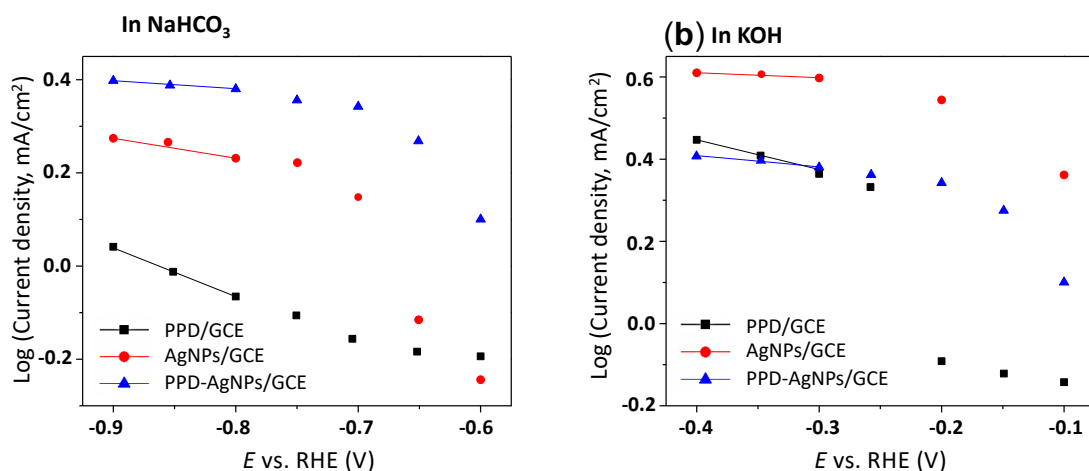 In NaHCO₃
Log (Current density, mA/cm²)
0.4
0.2
0.0
-0.2
PPD/GCE
AgNPs/GCE
PPD-AgNPs/GCE
-0.9 -0.8 -0.7 -0.6
E vs. RHE (V)
(b) In KOH
Log (Current density, mA/cm²)
0.6
0.4
0.2
0.0
-0.2
PPD/GCE
AgNPs/GCE
PPD-AgNPs/GCE
-0.4 -0.3 -0.2 -0.1
E vs. RHE (V)